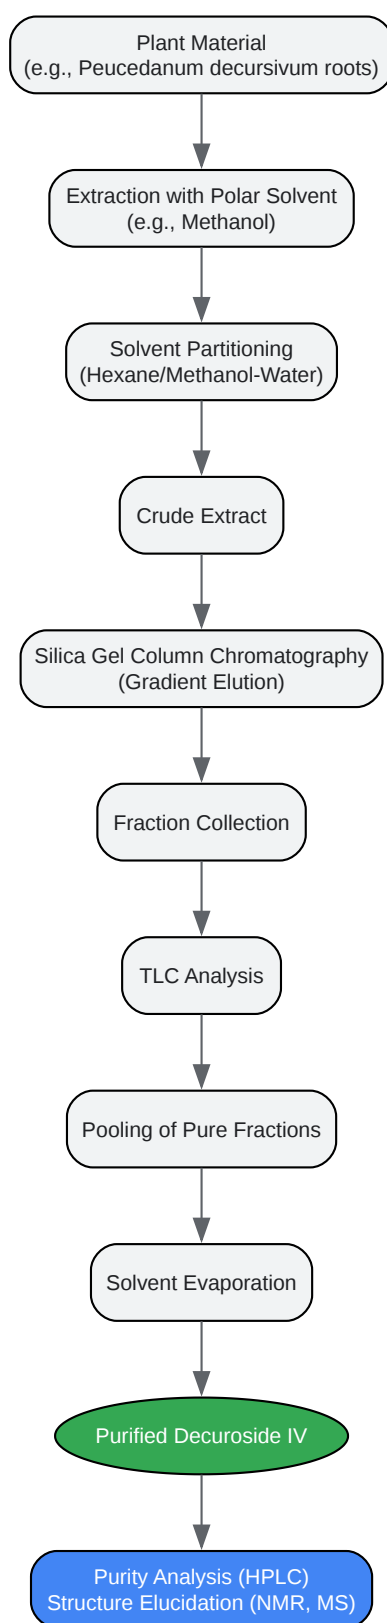 Plant Material
(e.g., Peucedanum decursivum roots)
Extraction with Polar Solvent
(e.g., Methanol)
Solvent Partitioning
(Hexane/Methanol-Water)
Crude Extract
Silica Gel Column Chromatography
(Gradient Elution)
Fraction Collection
TLC Analysis
Pooling of Pure Fractions
Solvent Evaporation
Purified Decuroside IV
Purity Analysis (HPLC)
Structure Elucidation (NMR, MS)